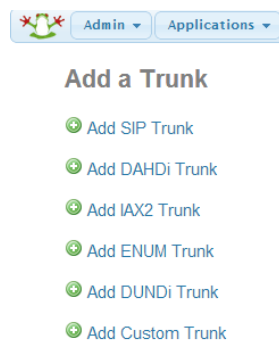 Admin Applications
Add a Trunk
Add SIP Trunk
Add DAHDi Trunk
Add IAX2 Trunk
Add ENUM Trunk
Add DUNDi Trunk
Add Custom Trunk